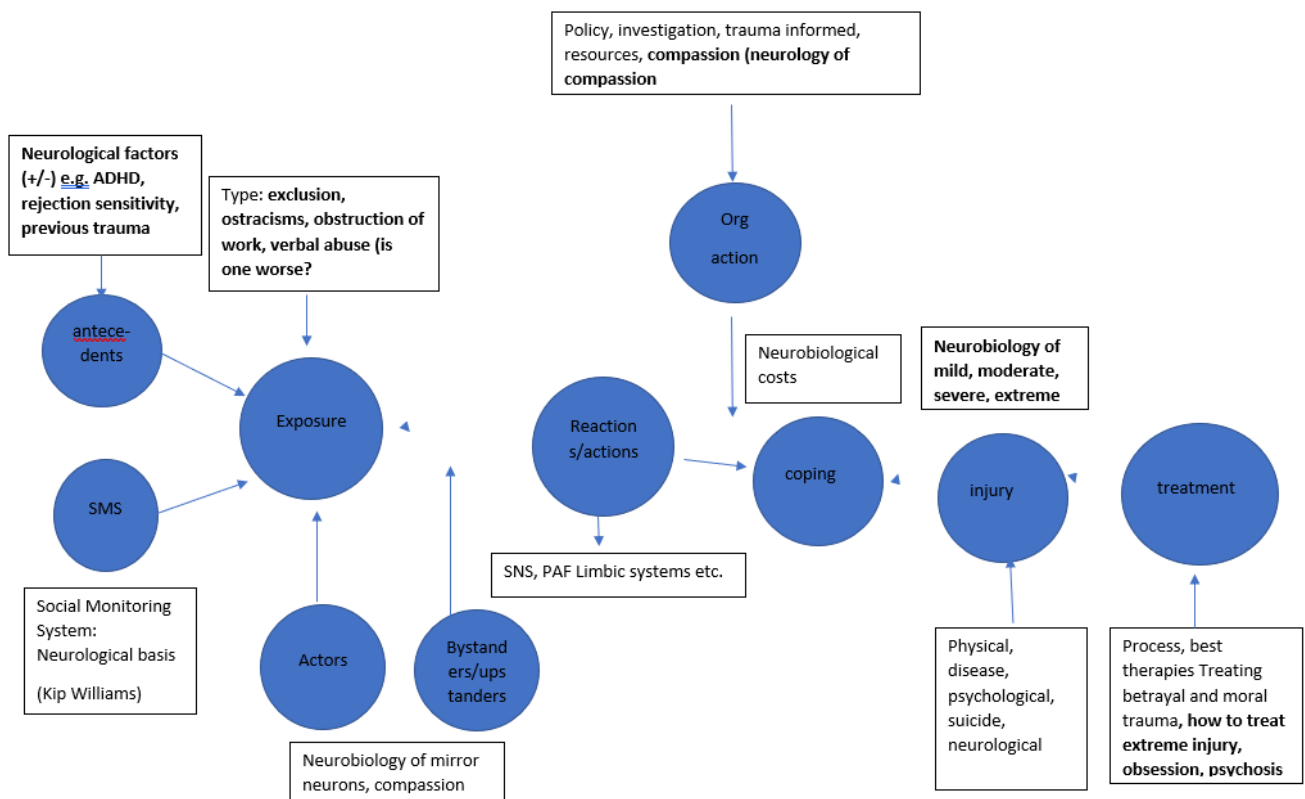 Policy, investigation, trauma informed,
resources, compassion (neurology of
compassion
Neurological factors
(+/-) e.g. ADHD,
rejection sensitivity,
previous trauma
Type: exclusion,
ostracisms, obstruction of
work, verbal abuse (is
one worse?
Org
action
antece-
dents
Exposure
Neurobiological
costs
Neurobiology of
mild, moderate,
severe, extreme
Reaction
s/actions
coping
injury
treatment
SMS
SNS, PAF Limbic systems etc.
Social Monitoring
System:
Neurological basis
(Kip Williams)
Actors
Bystand
ers/ups
tanders
Neurobiology of mirror
neurons, compassion
Physical,
disease,
psychological,
suicide,
neurological
Process, best
therapies Treating
betrayal and moral
trauma, how to treat
extreme injury,
obsession, psychosis